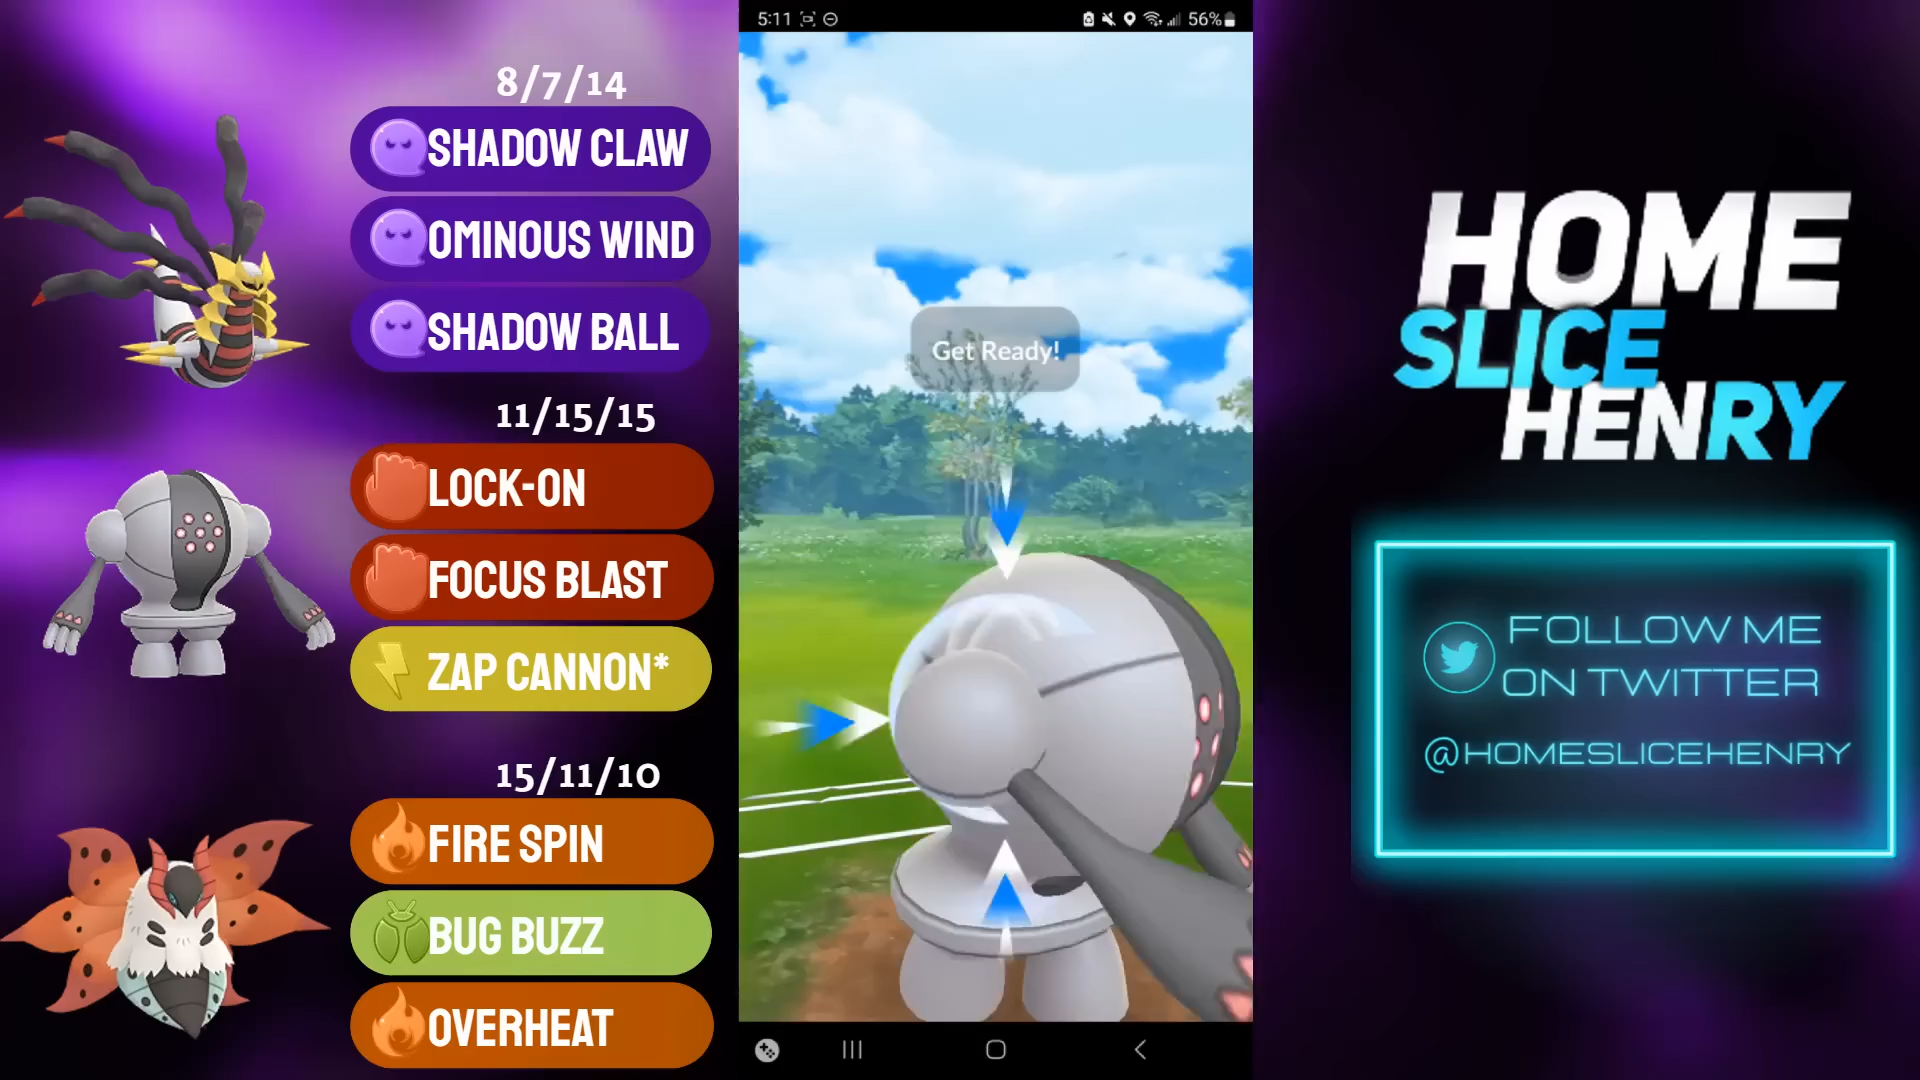 8/7/14
SHADOW CLAW
OMINOUS WIND
SHADOW BALL
11/15/15
LOCK-ON
FOCUS BLAST
ZAP CANNON*
15/11/10
FIRE SPIN
BUG BUZZ
OVERHEAT
5:11
56%
Get Ready!
HOME
SLICE
HENRY
FOLLOW ME
ON TWITTER
@HOMESLICEHENRY